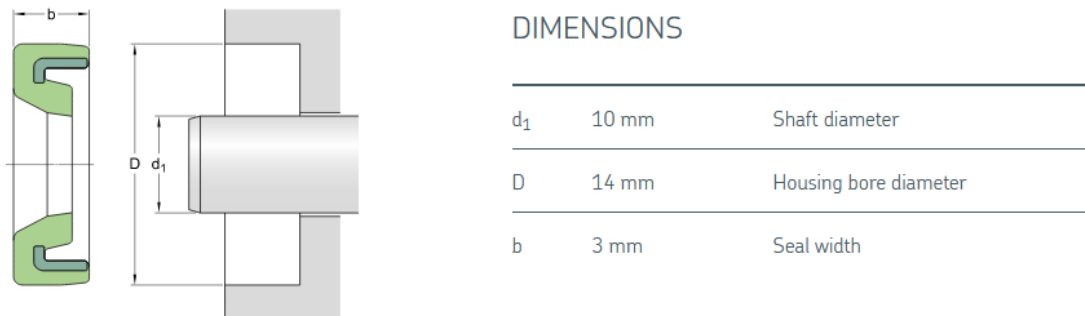 b
D
d1
DIMENSIONS
d1 10 mm Shaft diameter
D 14 mm Housing bore diameter
b 3 mm Seal width